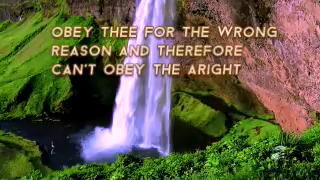 OBEY THEE FOR THE WRONG
REASON AND THEREFORE
CAN'T OBEY THE ARIGHT